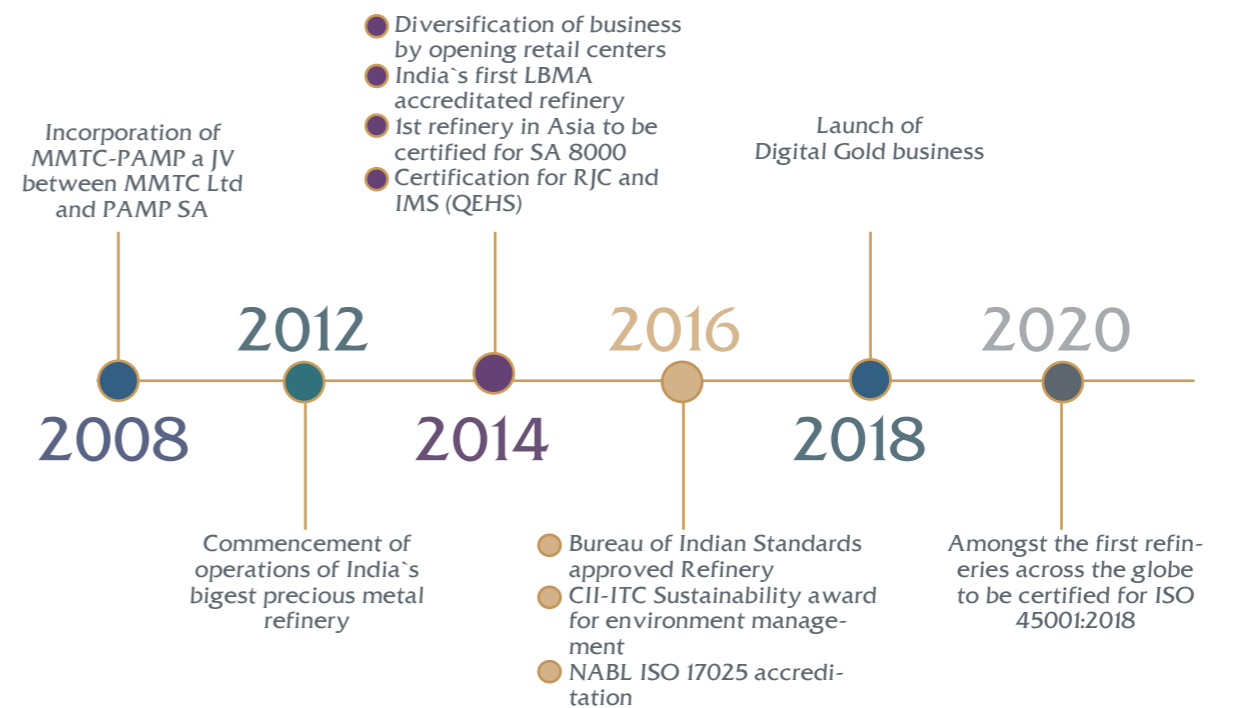 Incorporation of
MMTC-PAMP a JV
between MMTC Ltd
and PAMP SA
2008
2012
Commencement of
operations of India`s
bigest precious metal
refinery
Diversification of business
by opening retail centers
India`s first LBMA
accreditated refinery
1st refinery in Asia to be
certified for SA 8000
Certification for RJC and
IMS (QEHS)
2014
2016
Bureau of Indian Standards
approved Refinery
CII-ITC Sustainability award
for environment manage-
ment
NABL ISO 17025 accredi-
tation
Launch of
Digital Gold business
2018
2020
Amongst the first refin-
eries across the globe
to be certified for ISO
45001:2018